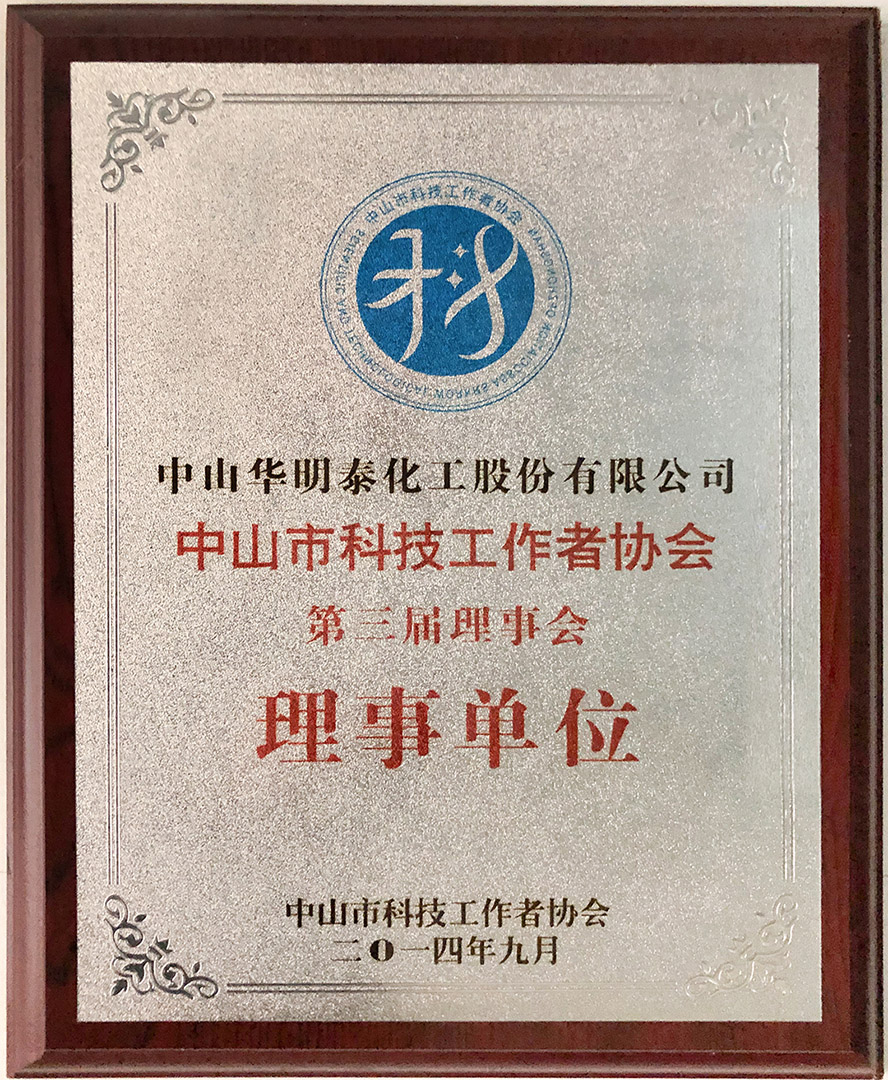 中山市科技工作者协会
中山华明泰化工股份有限公司
中山市科技工作者协会
第三届理事会
理事单位
中山市科技工作者协会
二〇一四年九月